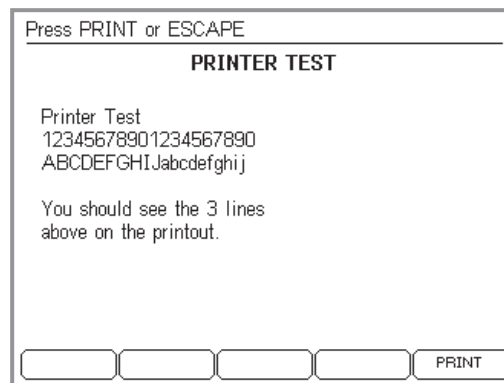 Press PRINT or ESCAPE
PRINTER TEST
Printer Test
12345678901234567890
ABCDEFGHIJabcdefghij
You should see the 3 lines
above on the printout.
PRINT